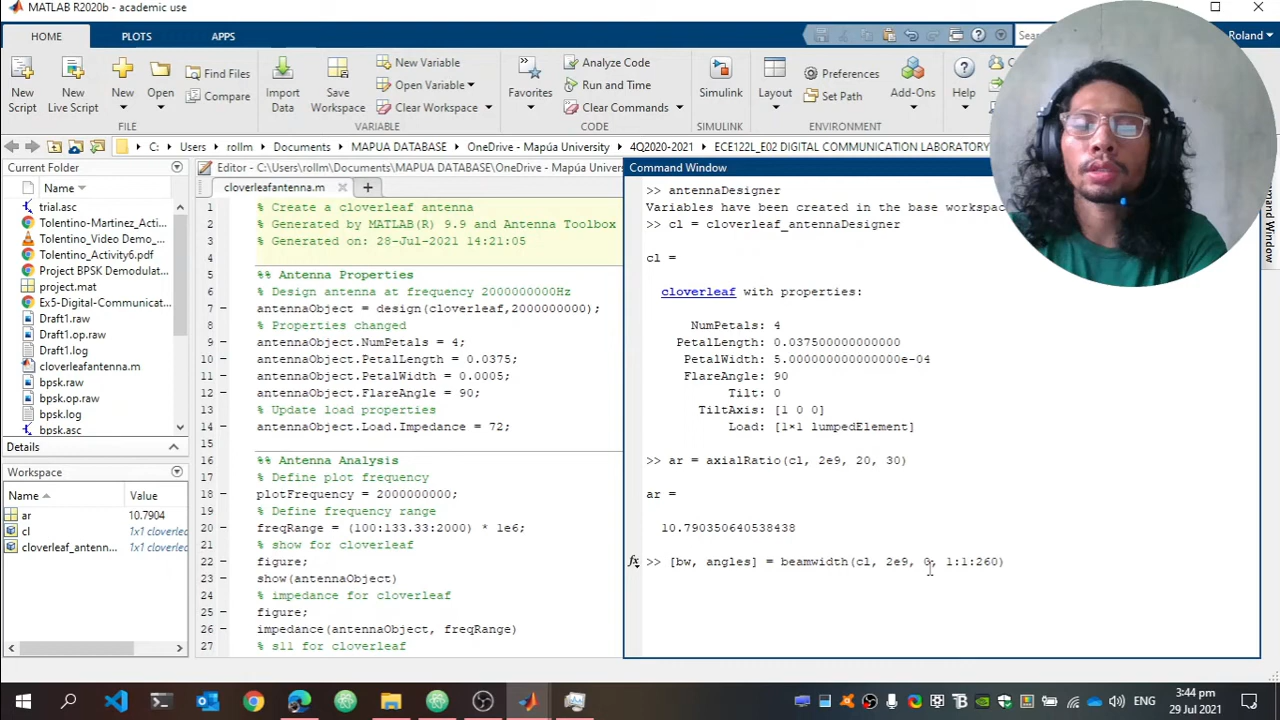 MATLAB R2020b - academic use
HOME
PLOTS
APPS
Sear
Roland
New
Script
New
Live Script
New
Open
Find Files
Compare
FILE
Import
Data
Save
Workspace
New Variable
Open Variable
Clear Workspace
VARIABLE
Favorites
Analyze Code
Run and Time
Clear Commands
CODE
Simulink
SIMULINK
Layout
Preferences
Set Path
Add-Ons
ENVIRONMENT
Help
C:
Users
rollm
Documents
MAPUA DATABASE
OneDrive - Mapúa University
4Q2020-2021
ECE122L_E02 DIGITAL COMMUNICATION LABORATORY
Current Folder
Name
trial.asc
Tolentino-Martinez_Acti...
Tolentino_Video Demo_...
Tolentino_Activity6.pdf
Project BPSK Demodulat...
project.mat
Ex5-Digital-Communicat...
Draft1.raw
Draft1.op.raw
Draft1.log
cloverleafantenna.m
bpsk.raw
bpsk.op.raw
bpsk.log
bpsk.asc
Details
Workspace
Name
Value
ar
10.7904
cl
1x1 cloverlec
cloverleaf_antenn...
1x1 cloverlec
Editor - C:\Users\rollm\Documents\MAPUA DATABASE\OneDrive - Mapúa Univers
cloverleafantenna.m
1 % Create a cloverleaf antenna
2 % Generated by MATLAB(R) 9.9 and Antenna Toolbox
3 % Generated on: 28-Jul-2021 14:21:05
4
5 %% Antenna Properties
6 % Design antenna at frequency 2000000000Hz
7 antennaObject = design(cloverleaf,2000000000);
8 % Properties changed
9 antennaObject.NumPetals = 4;
10 antennaObject.PetalLength = 0.0375;
11 antennaObject.PetalWidth = 0.0005;
12 antennaObject.FlareAngle = 90;
13 % Update load properties
14 antennaObject.Load.Impedance = 72;
15
16 %% Antenna Analysis
17 % Define plot frequency
18 plotFrequency = 2000000000;
19 % Define frequency range
20 freqRange = (100:133.33:2000) * 1e6;
21 % show for cloverleaf
22 figure;
23 show(antennaObject)
24 % impedance for cloverleaf
25 figure;
26 impedance(antennaObject, freqRange)
27 % s11 for cloverleaf
Command Window
>> antennaDesigner
Variables have been created in the base workspac
>> cl = cloverleaf_antennaDesigner
cl =
cloverleaf with properties:
NumPetals: 4
PetalLength: 0.037500000000000
PetalWidth: 5.000000000000000e-04
FlareAngle: 90
Tilt: 0
TiltAxis: [1 0 0]
Load: [1×1 lumpedElement]
>> ar = axialRatio(cl, 2e9, 20, 30)
ar =
10.790350640538438
fx >> [bw, angles] = beamwidth(cl, 2e9, 0, 1:1:260)
Command Window
ENG
3:44 pm
29 Jul 2021